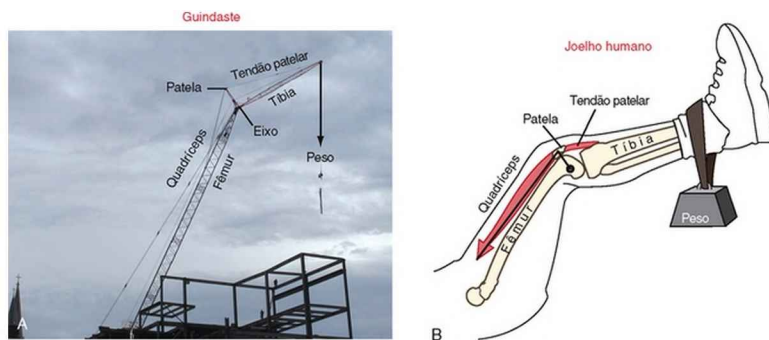 Guindaste
Tendão patelar
Patela
Tíbia
Eixo
Quadríceps
Fêmur
Peso
A
Joelho humano
Tendão patelar
Patela
Tíbia
Quadríceps
Fêmur
Peso
B